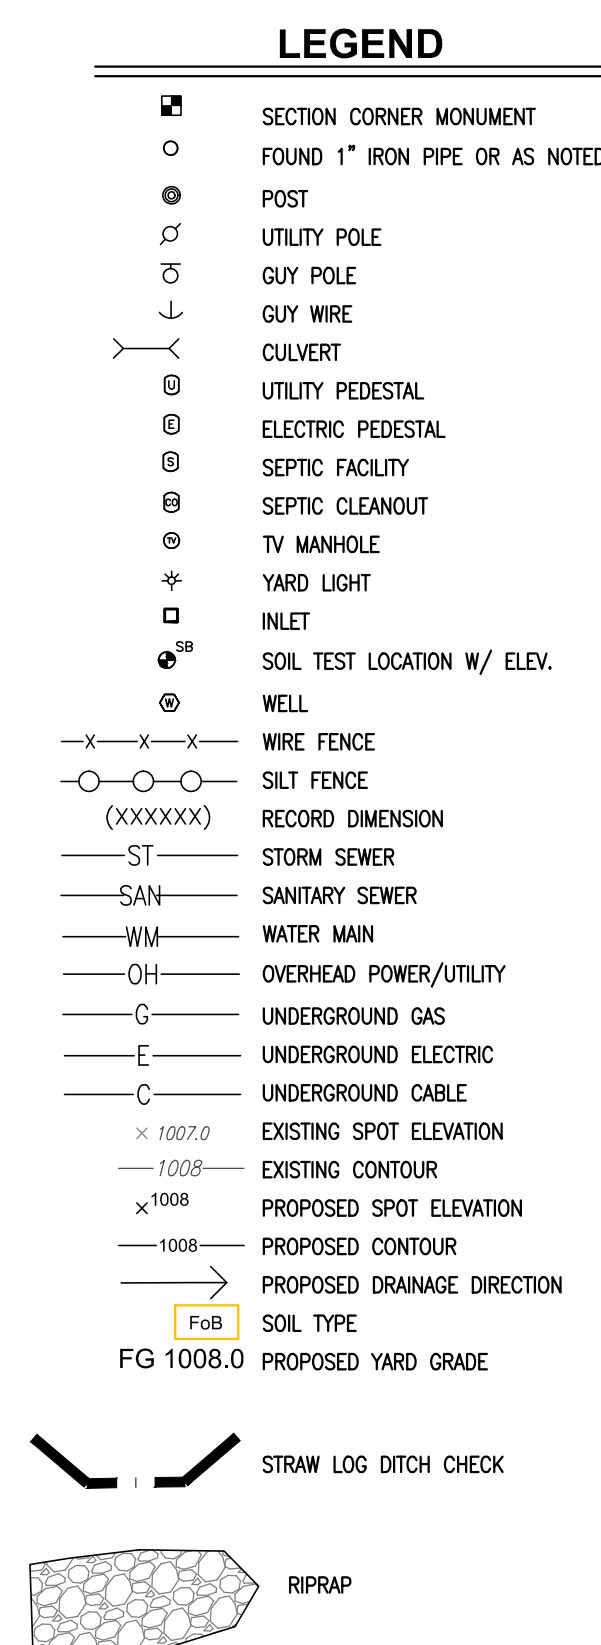 LEGEND
SECTION CORNER MONUMENT
FOUND 1" IRON PIPE OR AS NOTED
POST
UTILITY POLE
GUY POLE
GUY WIRE
CULVERT
U UTILITY PEDESTAL
E ELECTRIC PEDESTAL
S SEPTIC FACILITY
CO SEPTIC CLEANOUT
TV TV MANHOLE
YARD LIGHT
INLET
SB SOIL TEST LOCATION W/ ELEV.
W WELL
X X X WIRE FENCE
SILT FENCE
(XXXXXX) RECORD DIMENSION
ST STORM SEWER
SAN SANITARY SEWER
WM WATER MAIN
OH OVERHEAD POWER/UTILITY
G UNDERGROUND GAS
E UNDERGROUND ELECTRIC
C UNDERGROUND CABLE
× 1007.0 EXISTING SPOT ELEVATION
1008 EXISTING CONTOUR
×1008 PROPOSED SPOT ELEVATION
1008 PROPOSED CONTOUR
PROPOSED DRAINAGE DIRECTION
FoB SOIL TYPE
FG 1008.0 PROPOSED YARD GRADE
STRAW LOG DITCH CHECK
RIPRAP